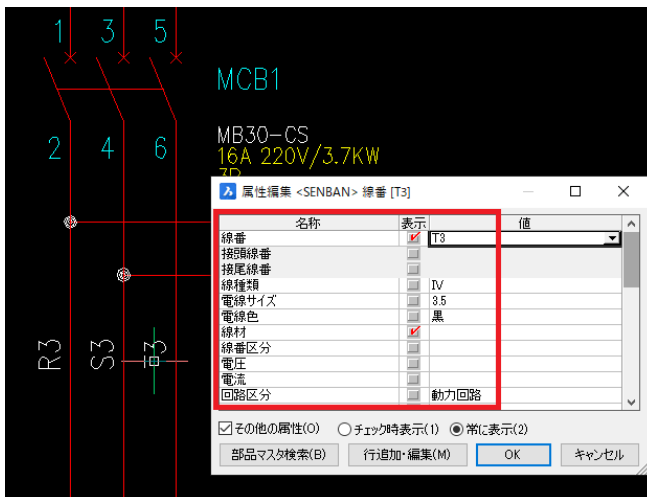 1 3 5
MCB1
2 4 6
MB30-CS
16A 220V/3.7KW
3P
属性編集 <SENBAN> 線番 [T3]
名称 表示 値
線番 T3
接頭線番
接尾線番
線種類 IV
電線サイズ 3.5
電線色 黒
線材
線番区分
電圧
電流
回路区分 動力回路
R3 S3 T3
その他の属性(O) チェック時表示(1) 常に表示(2)
部品マスタ検索(B) 行追加・編集(M) OK キャンセル